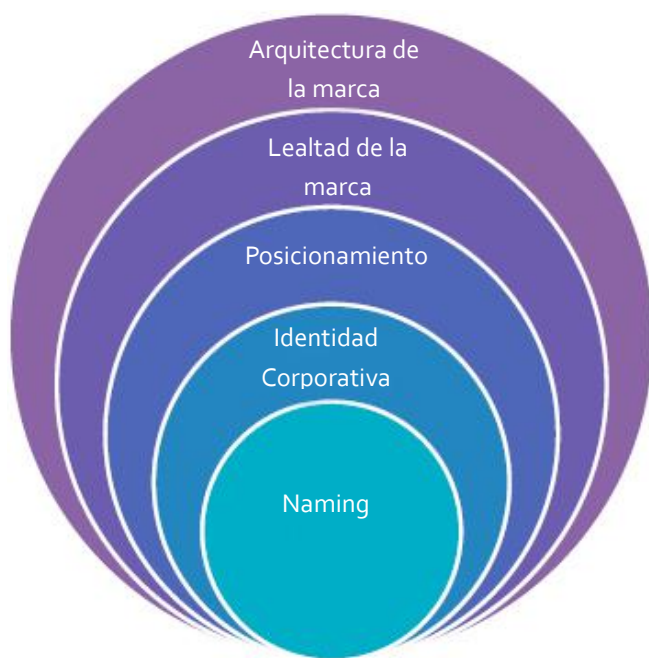 Arquitectura de
la marca
Lealtad de la
marca
Posicionamiento
Identidad
Corporativa
Naming